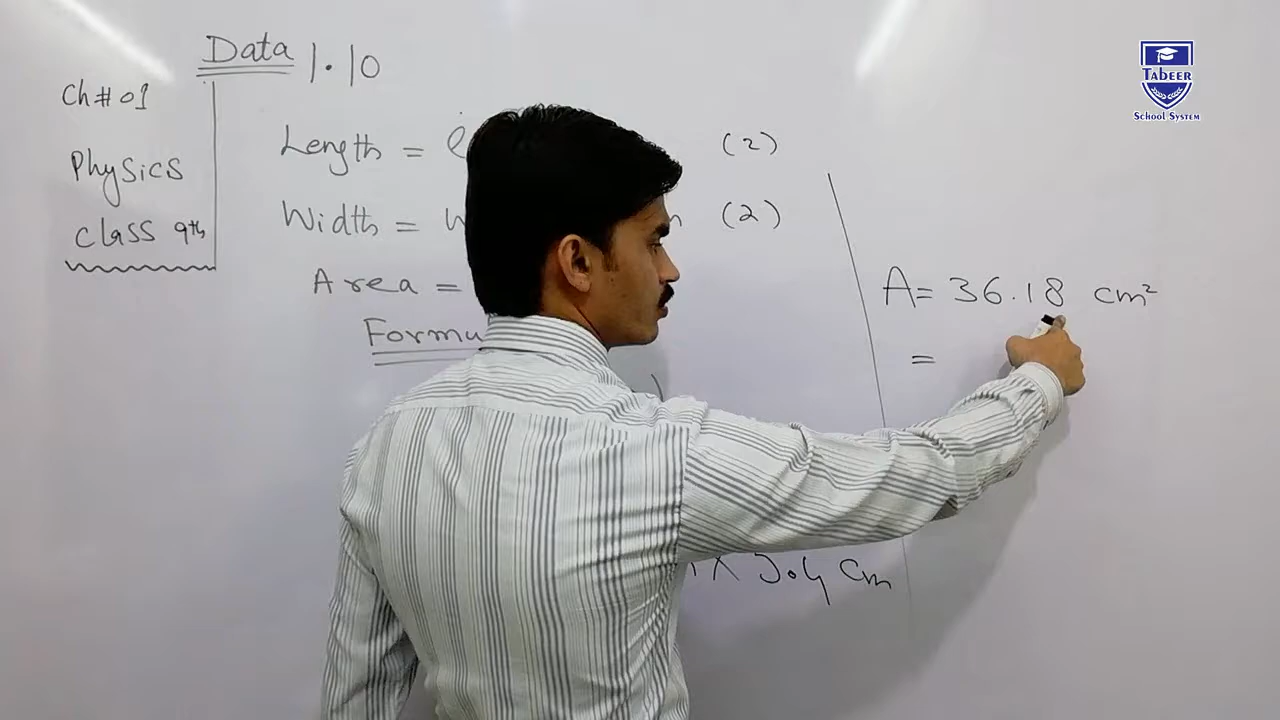 Data 1.10
Ch# 01
Physics
Class 9th
Length = l (2)
Width = W (2)
Area =
Formu
A= 36.18 cm²
=
X 5.4 cm
TABEER
School System